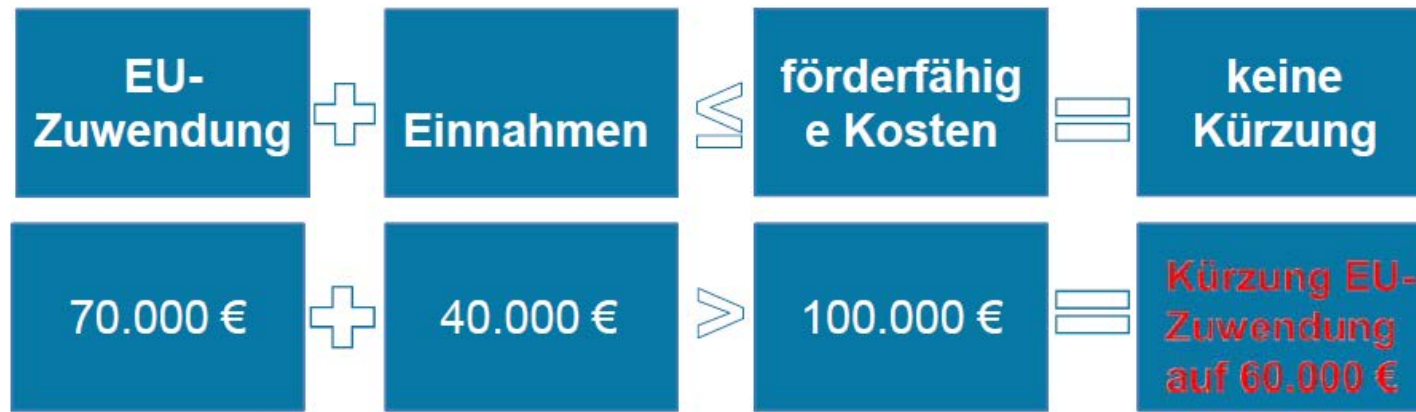 EU-
Zuwendung + Einnahmen ≤ förderfähig
e Kosten = keine
Kürzung
70.000 € + 40.000 € > 100.000 € = Kürzung EU-
Zuwendung
auf 60.000 €